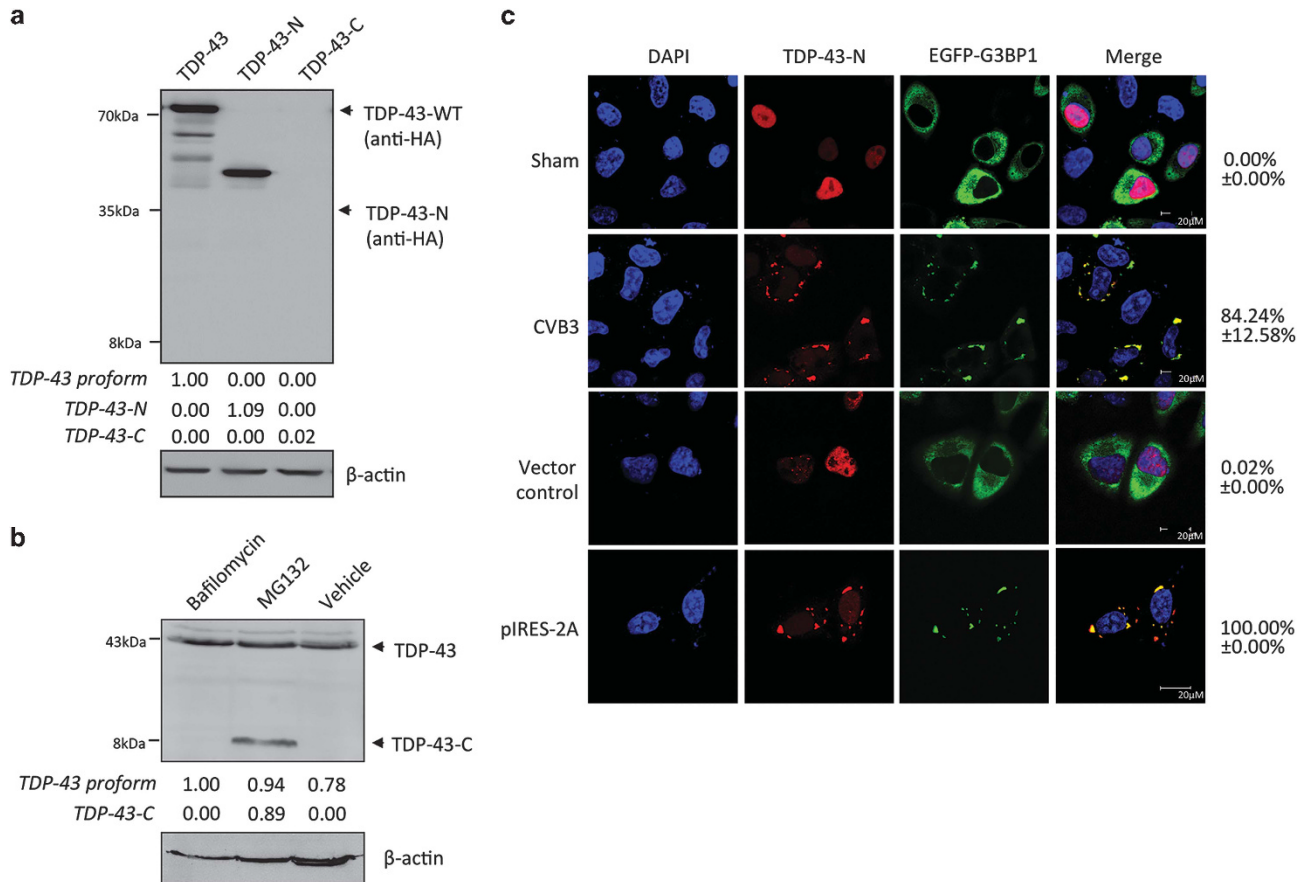 a
TDP-43
TDP-43-N
TDP-43-C
70kDa
TDP-43-WT
(anti-HA)
35kDa
TDP-43-N
(anti-HA)
8kDa
TDP-43 proform 1.00 0.00 0.00
TDP-43-N 0.00 1.09 0.00
TDP-43-C 0.00 0.00 0.02
β-actin
b
Bafilomycin
MG132
Vehicle
43kDa
TDP-43
8kDa
TDP-43-C
TDP-43 proform 1.00 0.94 0.78
TDP-43-C 0.00 0.89 0.00
β-actin
c
DAPI TDP-43-N EGFP-G3BP1 Merge
Sham
0.00%
±0.00%
20µM
CVB3
84.24%
±12.58%
20µM
Vector
control
0.02%
±0.00%
20µM
pIRES-2A
100.00%
±0.00%
20µM